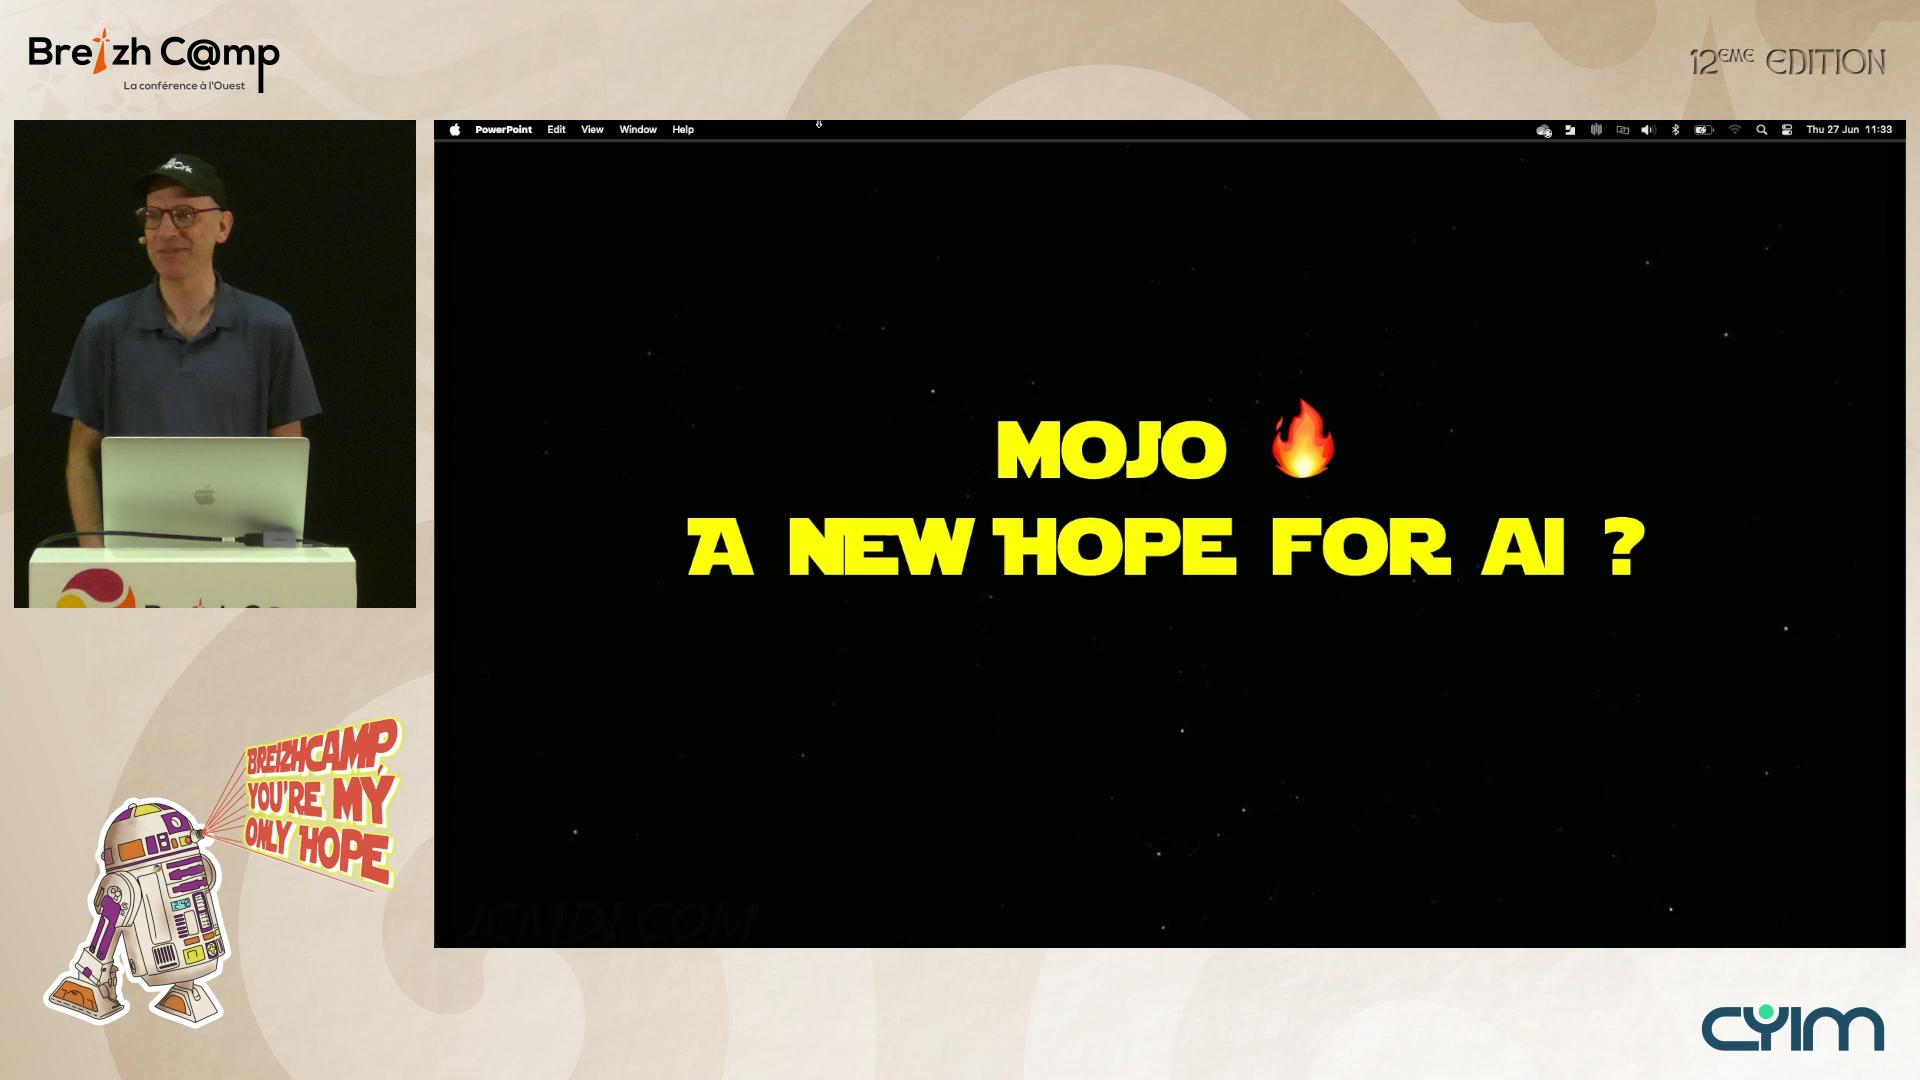 Breizh C@mp
La conférence à l'Ouest
12EME EDITION
PowerPoint Edit View Window Help
Thu 27 Jun 11:33
MOJO 🔥
A NEW HOPE FOR AI ?
BREIZHCAMP,
YOU'RE MY
ONLY HOPE
CYIM